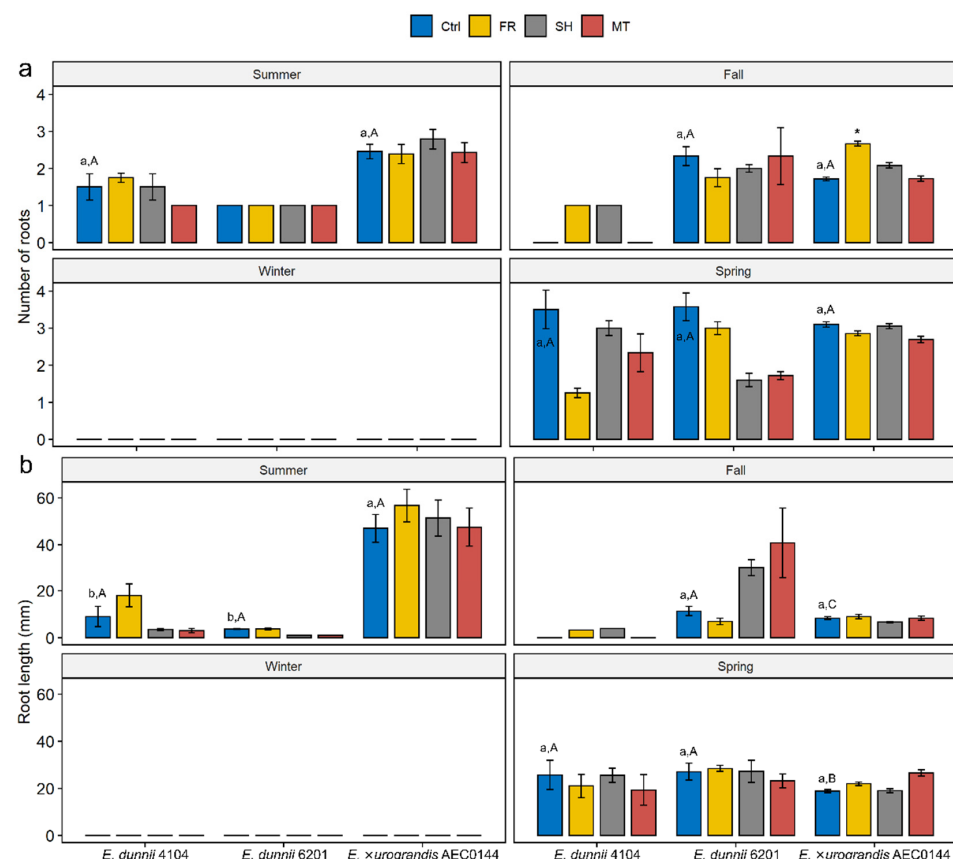 Ctrl FR SH MT
a
Summer Fall
Number of roots
4
3
2
1
0
a,A a,A
a,A a,A *
Winter Spring
4
3
2
1
0
a,A a,A a,A
b
Summer Fall
Root length (mm)
60
40
20
0
b,A b,A a,A
a,A a,C
Winter Spring
60
40
20
0
a,A a,A a,B
E. dunnii 4104 E. dunnii 6201 E. ×urograndis AEC0144 E. dunnii 4104 E. dunnii 6201 E. ×urograndis AEC0144